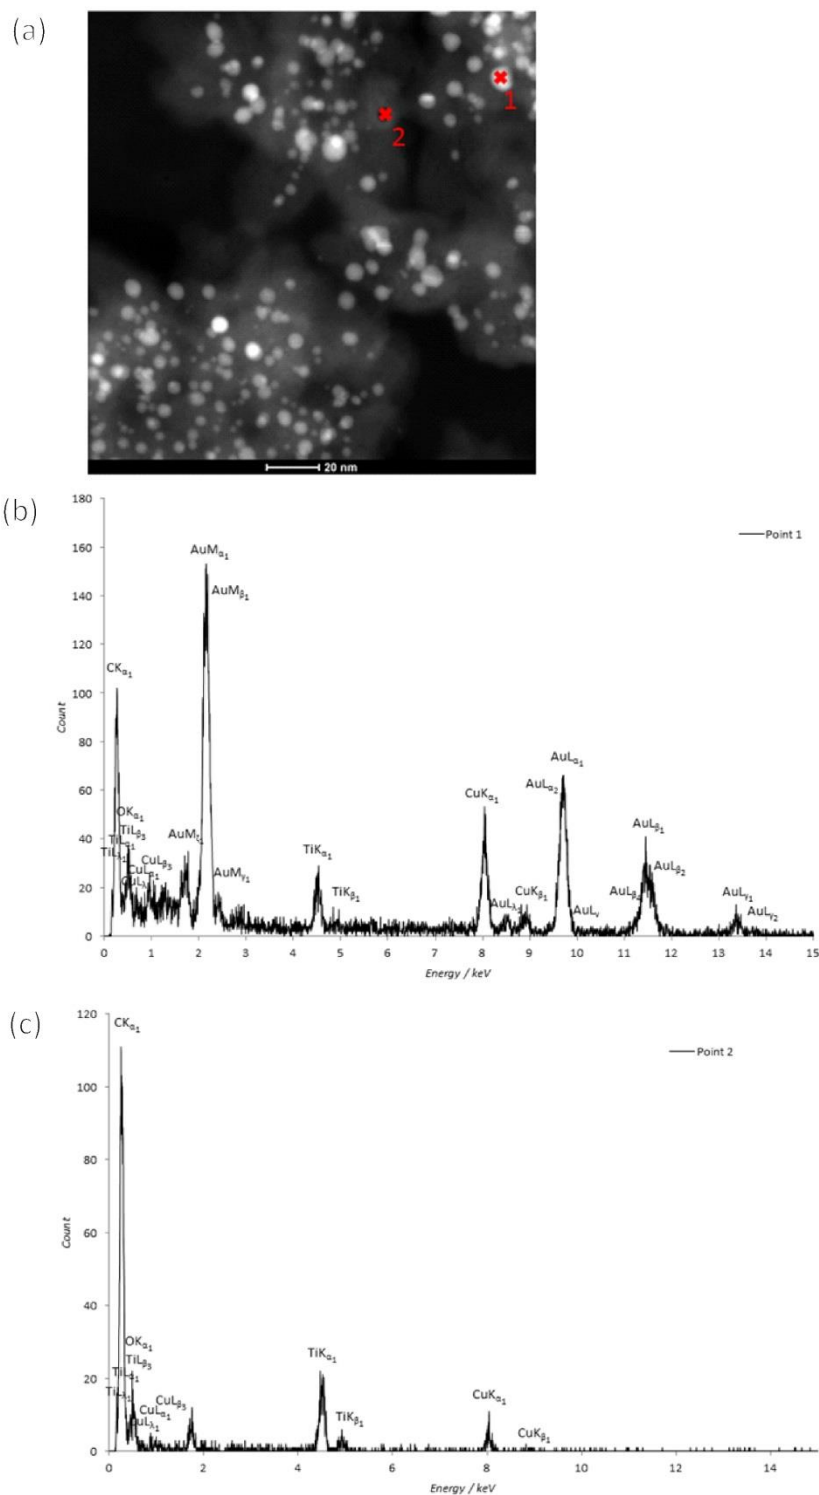 (a)
1
2
20 nm
(b)
180
160
140
120
100
80
60
40
20
0
Count
Point 1
CKα1
OKα1
TiLβ3
TiLα1
TiLλ1
CuLβ3
CuLα1
CuLλ1
AuMζ1
AuMα1
AuMβ1
AuMγ1
TiKα1
TiKβ1
CuKα1
AuLλ1
CuKβ1
AuLα1
AuLα2
AuLν
AuLβ1
AuLβ2
AuLβ4
AuLγ1
AuLγ2
0 1 2 3 4 5 6 7 8 9 10 11 12 13 14 15
Energy / keV
(c)
120
100
80
60
40
20
0
Count
Point 2
CKα1
OKα1
TiLβ3
TiLα1
TiLλ1
CuLβ3
CuLα1
uLλ1
TiKα1
TiKβ1
CuKα1
CuKβ1
0 2 4 6 8 10 12 14
Energy / keV